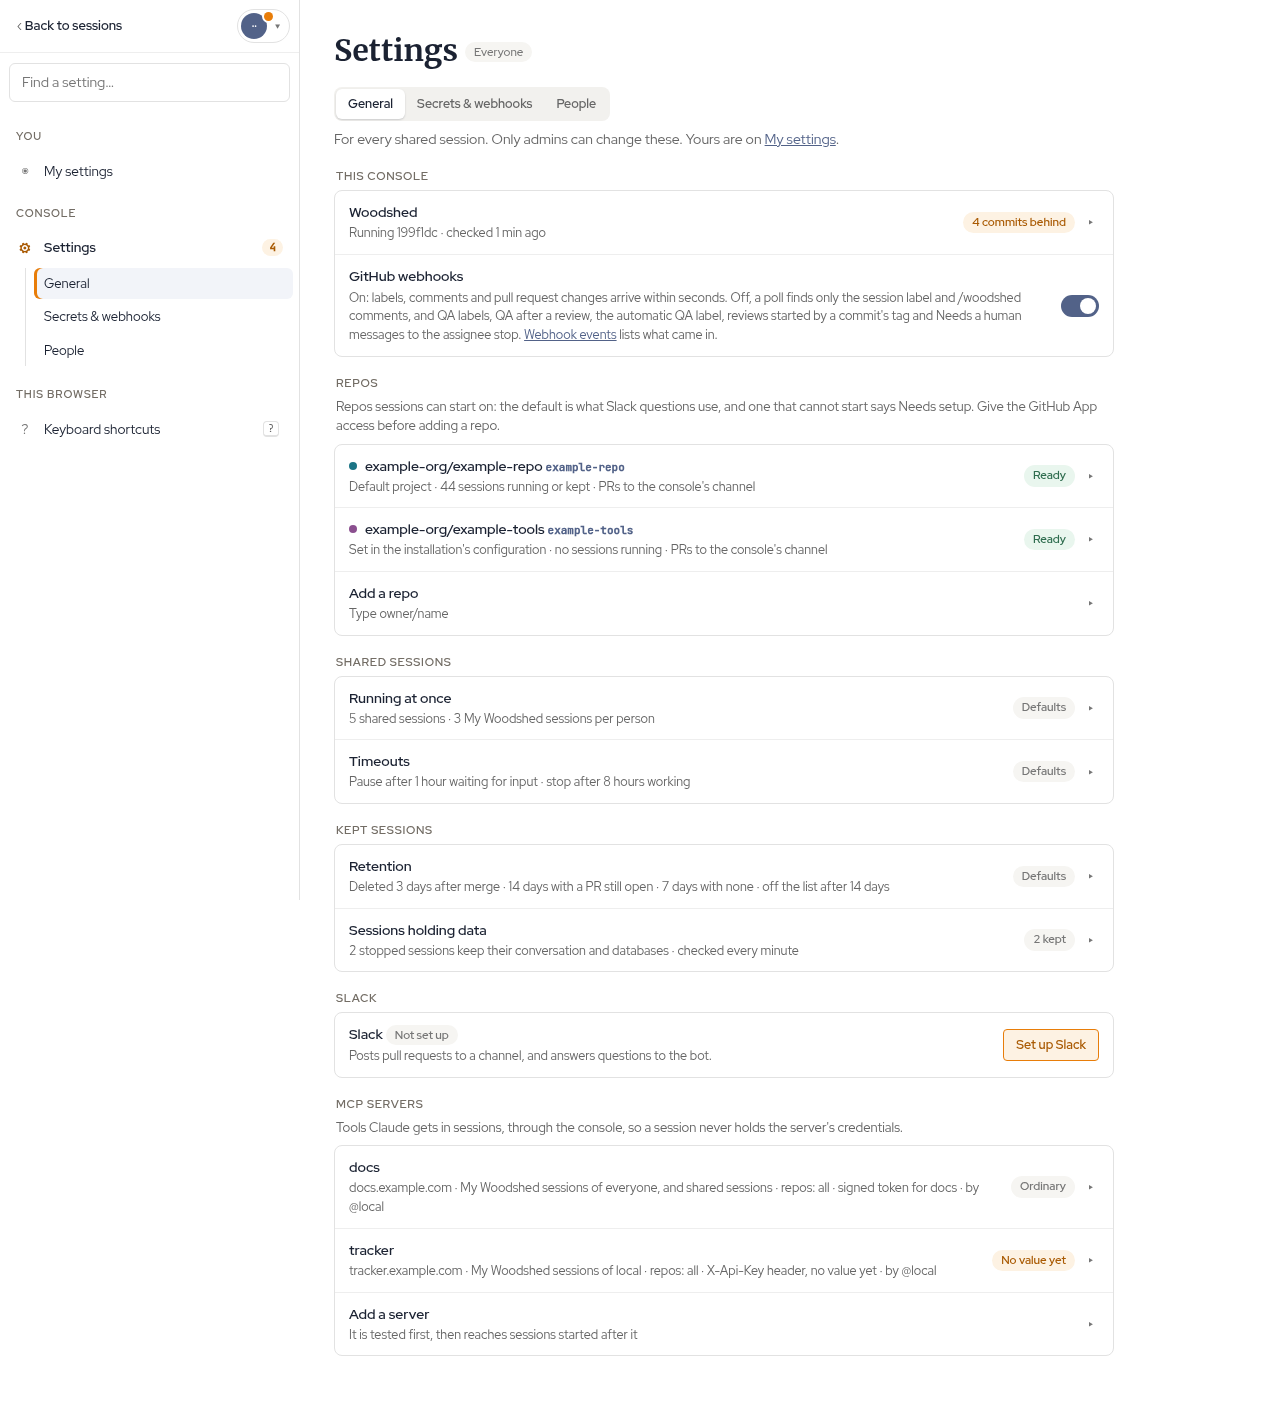 ‹ Back to sessions
Find a setting...
YOU
My settings
CONSOLE
Settings 4
General
Secrets & webhooks
People
THIS BROWSER
? Keyboard shortcuts ?
Settings Everyone
General Secrets & webhooks People
For every shared session. Only admins can change these. Yours are on My settings.
THIS CONSOLE
Woodshed
Running 199f1dc · checked 1 min ago
4 commits behind
GitHub webhooks
On: labels, comments and pull request changes arrive within seconds. Off, a poll finds only the session label and /woodshed
comments, and QA labels, QA after a review, the automatic QA label, reviews started by a commit's tag and Needs a human
messages to the assignee stop. Webhook events lists what came in.
REPOS
Repos sessions can start on: the default is what Slack questions use, and one that cannot start says Needs setup. Give the GitHub App
access before adding a repo.
example-org/example-repo example-repo
Default project · 44 sessions running or kept · PRs to the console's channel
Ready
example-org/example-tools example-tools
Set in the installation's configuration · no sessions running · PRs to the console's channel
Ready
Add a repo
Type owner/name
SHARED SESSIONS
Running at once
5 shared sessions · 3 My Woodshed sessions per person
Defaults
Timeouts
Pause after 1 hour waiting for input · stop after 8 hours working
Defaults
KEPT SESSIONS
Retention
Deleted 3 days after merge · 14 days with a PR still open · 7 days with none · off the list after 14 days
Defaults
Sessions holding data
2 stopped sessions keep their conversation and databases · checked every minute
2 kept
SLACK
Slack Not set up
Posts pull requests to a channel, and answers questions to the bot.
Set up Slack
MCP SERVERS
Tools Claude gets in sessions, through the console, so a session never holds the server's credentials.
docs
docs.example.com · My Woodshed sessions of everyone, and shared sessions · repos: all · signed token for docs · by
@local
Ordinary
tracker
tracker.example.com · My Woodshed sessions of local · repos: all · X-Api-Key header, no value yet · by @local
No value yet
Add a server
It is tested first, then reaches sessions started after it